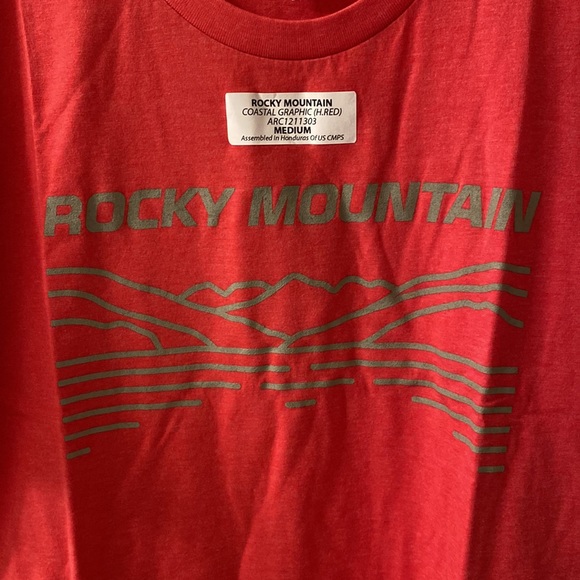 ROCKY MOUNTAIN
COASTAL GRAPHIC (H.RED)
ARC1211303
MEDIUM
Assembled In Honduras Of US CMPS
ROCKY MOUNTAIN